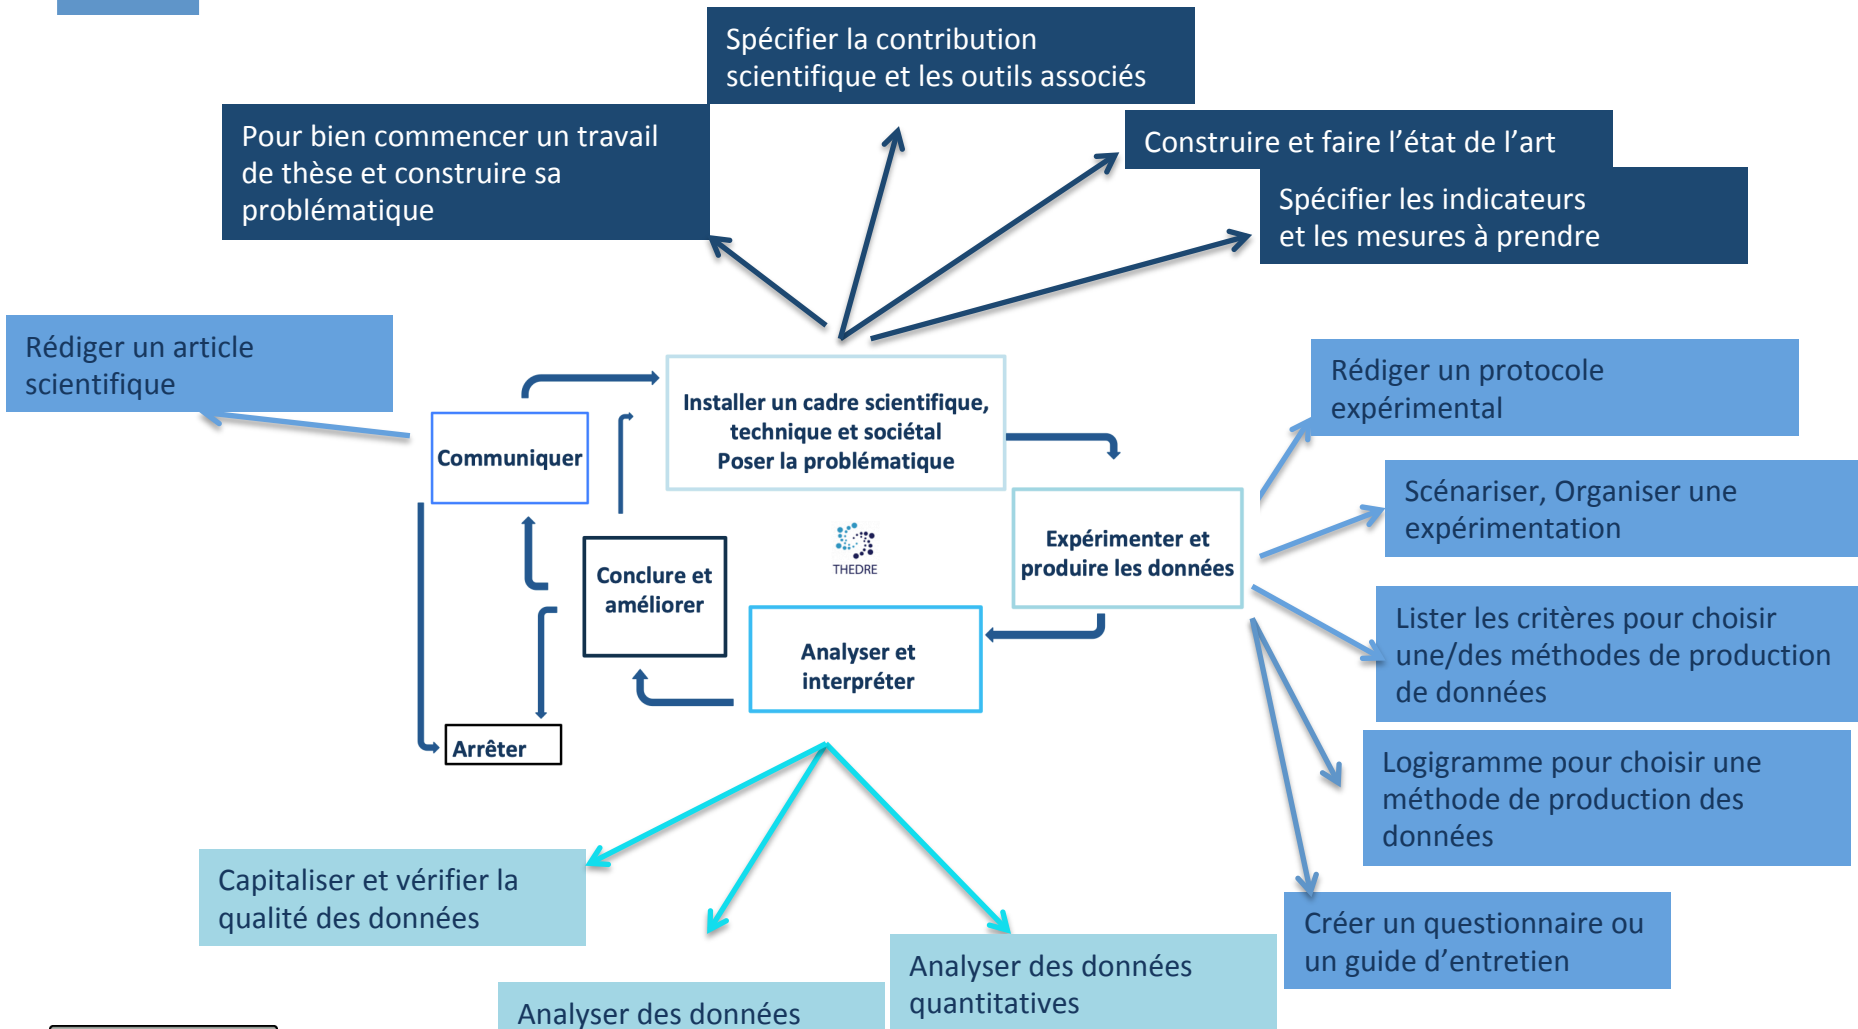 Spécifier la contribution
scientifique et les outils associés
Pour bien commencer un travail
de thèse et construire sa
problématique
Construire et faire l’état de l’art
Spécifier les indicateurs
et les mesures à prendre
Rédiger un article
scientifique
Installer un cadre scientifique,
technique et sociétal
Poser la problématique
Communiquer
Rédiger un protocole
expérimental
Scénariser, Organiser une
expérimentation
Expérimenter et
produire les données
THEDRE
Conclure et
améliorer
Lister les critères pour choisir
une/des méthodes de production
de données
Analyser et
interpréter
Arrêter
Logigramme pour choisir une
méthode de production des
données
Capitaliser et vérifier la
qualité des données
Créer un questionnaire ou
un guide d’entretien
Analyser des données
quantitatives
Analyser des données